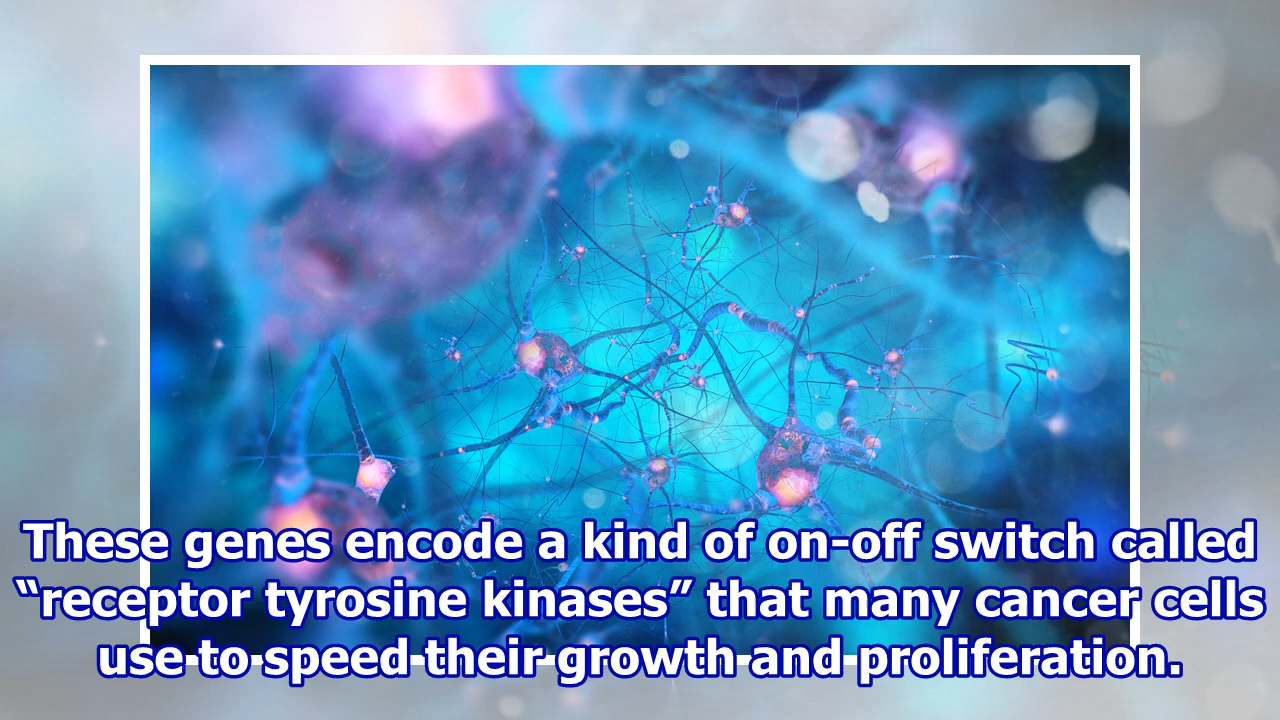 These genes encode a kind of on-off switch called
“receptor tyrosine kinases” that many cancer cells
use to speed their growth and proliferation.